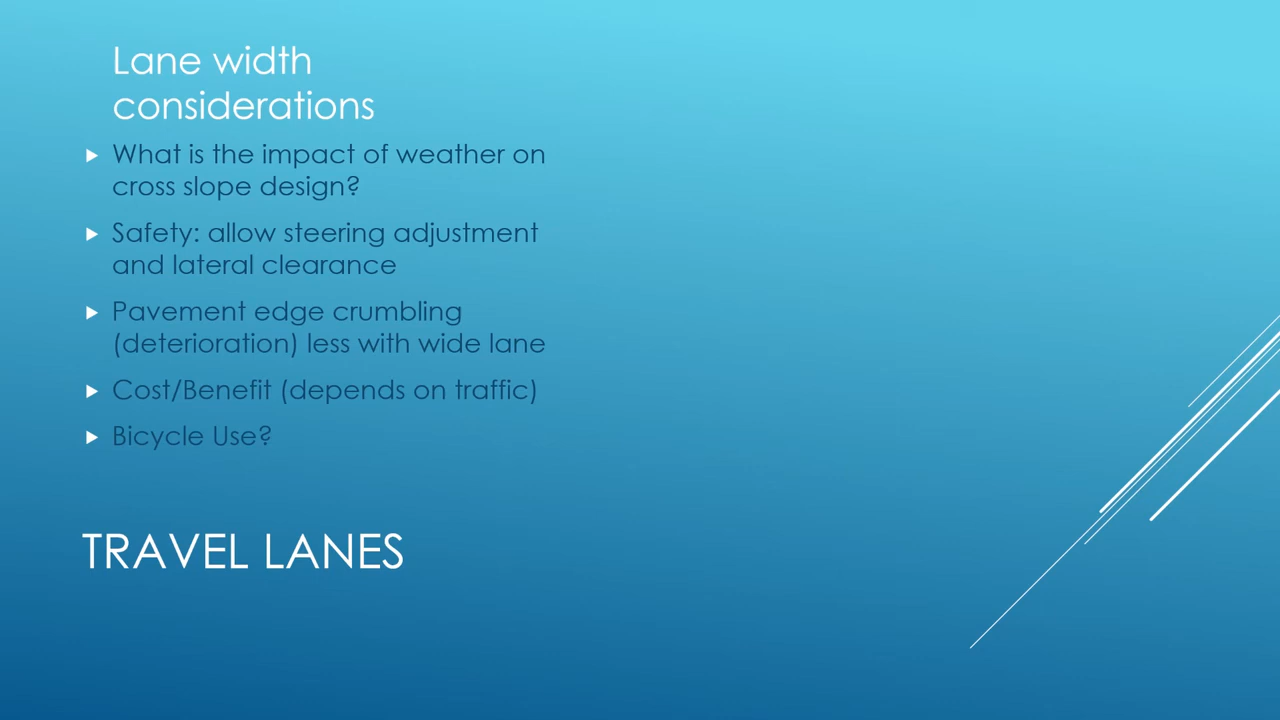 Lane width
considerations
What is the impact of weather on
cross slope design?
Safety: allow steering adjustment
and lateral clearance
Pavement edge crumbling
(deterioration) less with wide lane
Cost/Benefit (depends on traffic)
Bicycle Use?
TRAVEL LANES